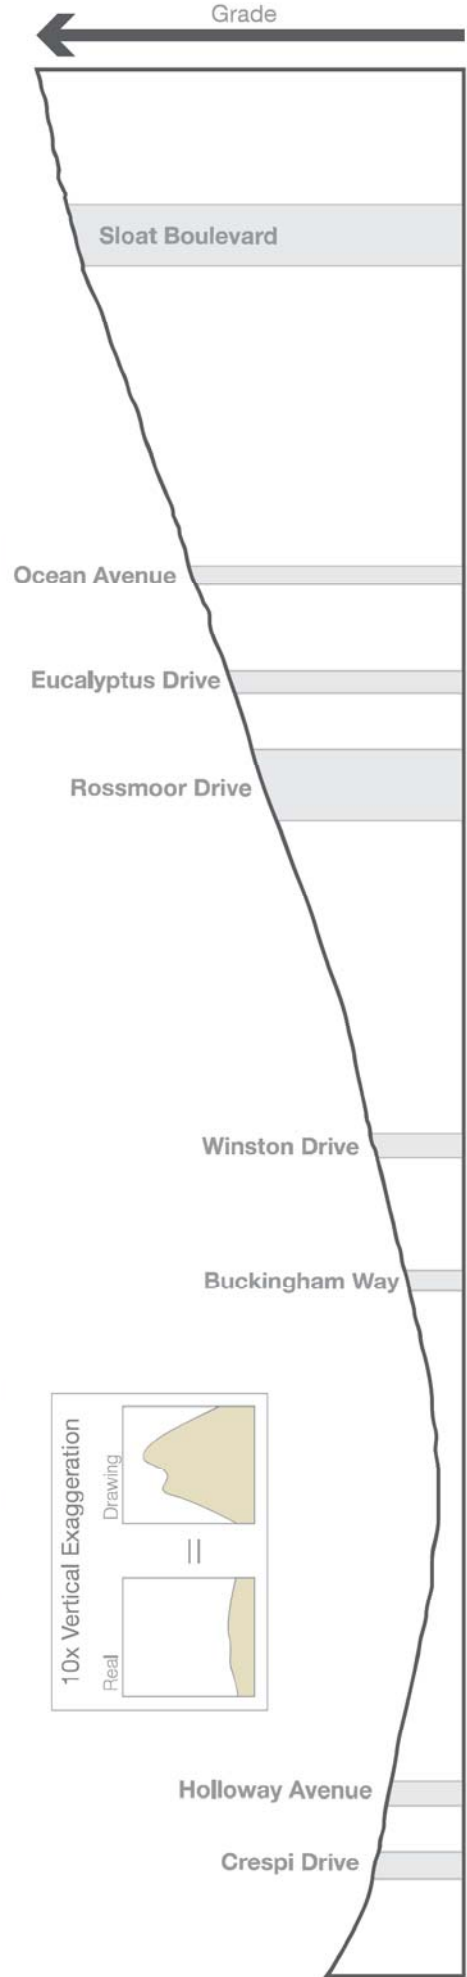 Grade
Sloat Boulevard
Ocean Avenue
Eucalyptus Drive
Rossmoor Drive
Winston Drive
Buckingham Way
10x Vertical Exaggeration
Drawing
=
Real
Holloway Avenue
Crespi Drive